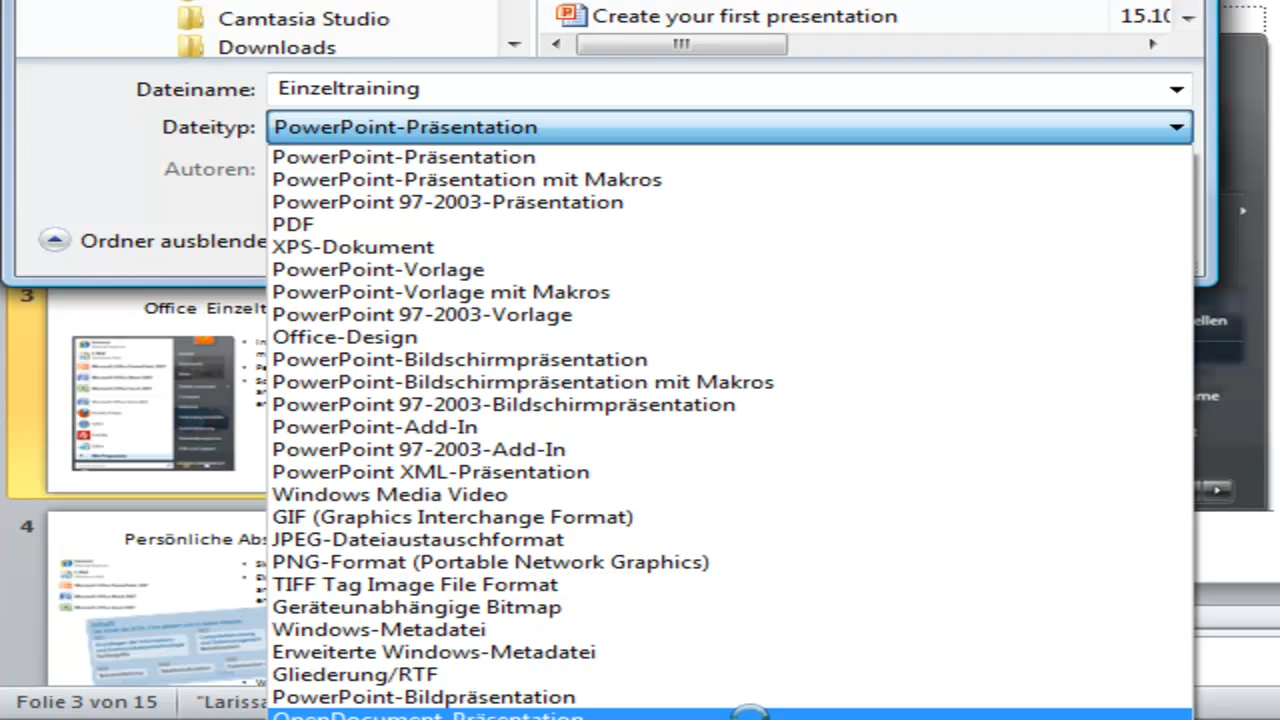 Camtasia Studio
Create your first presentation
15.10
Downloads
Dateiname:
Einzeltraining
Dateityp:
PowerPoint-Präsentation
Autoren:
PowerPoint-Präsentation
PowerPoint-Präsentation mit Makros
PowerPoint 97-2003-Präsentation
PDF
Ordner ausblende
XPS-Dokument
PowerPoint-Vorlage
PowerPoint-Vorlage mit Makros
PowerPoint 97-2003-Vorlage
Office-Design
PowerPoint-Bildschirmpräsentation
PowerPoint-Bildschirmpräsentation mit Makros
PowerPoint 97-2003-Bildschirmpräsentation
PowerPoint-Add-In
PowerPoint 97-2003-Add-In
PowerPoint XML-Präsentation
Windows Media Video
GIF (Graphics Interchange Format)
JPEG-Dateiaustauschformat
PNG-Format (Portable Network Graphics)
TIFF Tag Image File Format
Geräteunabhängige Bitmap
Windows-Metadatei
Erweiterte Windows-Metadatei
Gliederung/RTF
PowerPoint-Bildpräsentation
OpenDocument-Präsentation
3
Office Einzelt
4
Persönliche Abs
Inhalt
ellen
me
Folie 3 von 15
"Larissa